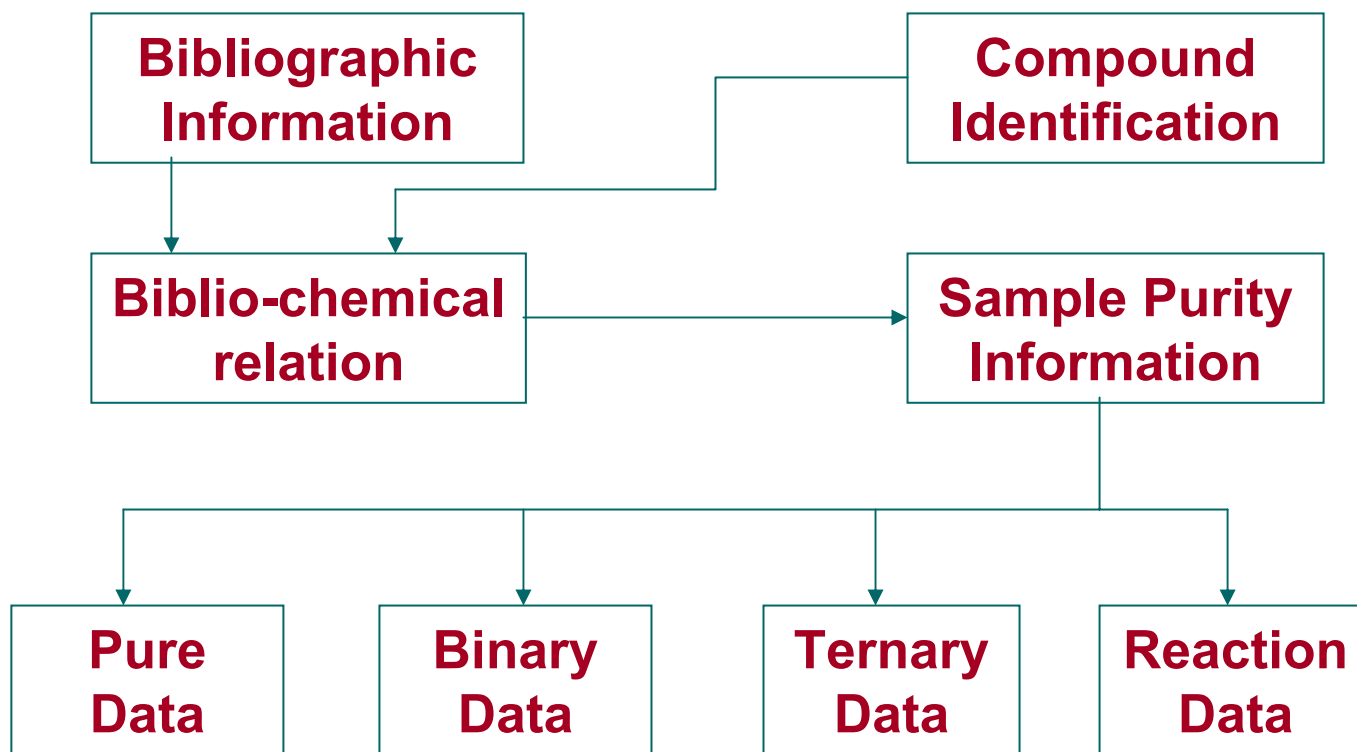 Bibliographic
Information
Compound
Identification
Biblio-chemical
relation
Sample Purity
Information
Pure
Data
Binary
Data
Ternary
Data
Reaction
Data